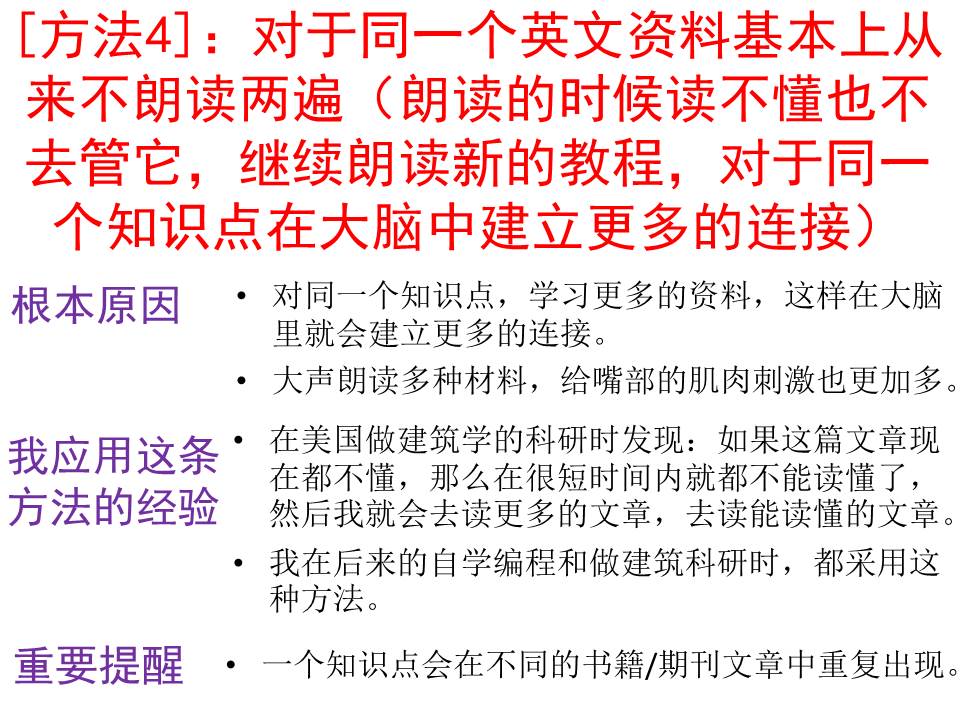 [方法4]：对于同一个英文资料基本上从
来不朗读两遍（朗读的时候读不懂也不
去管它，继续朗读新的教程，对于同一
个知识点在大脑中建立更多的连接）
根本原因
• 对同一个知识点，学习更多的资料，这样在大脑
里就会建立更多的连接。
• 大声朗读多种材料，给嘴部的肌肉刺激也更加多。
我应用这条
方法的经验
• 在美国做建筑学的科研时发现：如果这篇文章现
在都不懂，那么在很短时间内就都不能读懂了，
然后我就会去读更多的文章，去读能读懂的文章。
• 我在后来的自学编程和做建筑科研时，都采用这
种方法。
重要提醒
• 一个知识点会在不同的书籍/期刊文章中重复出现。